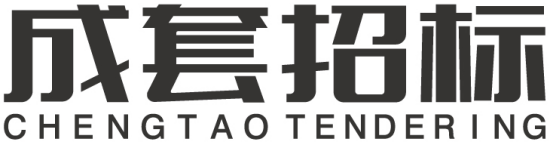 成套招标
CHENGTAO TENDERING